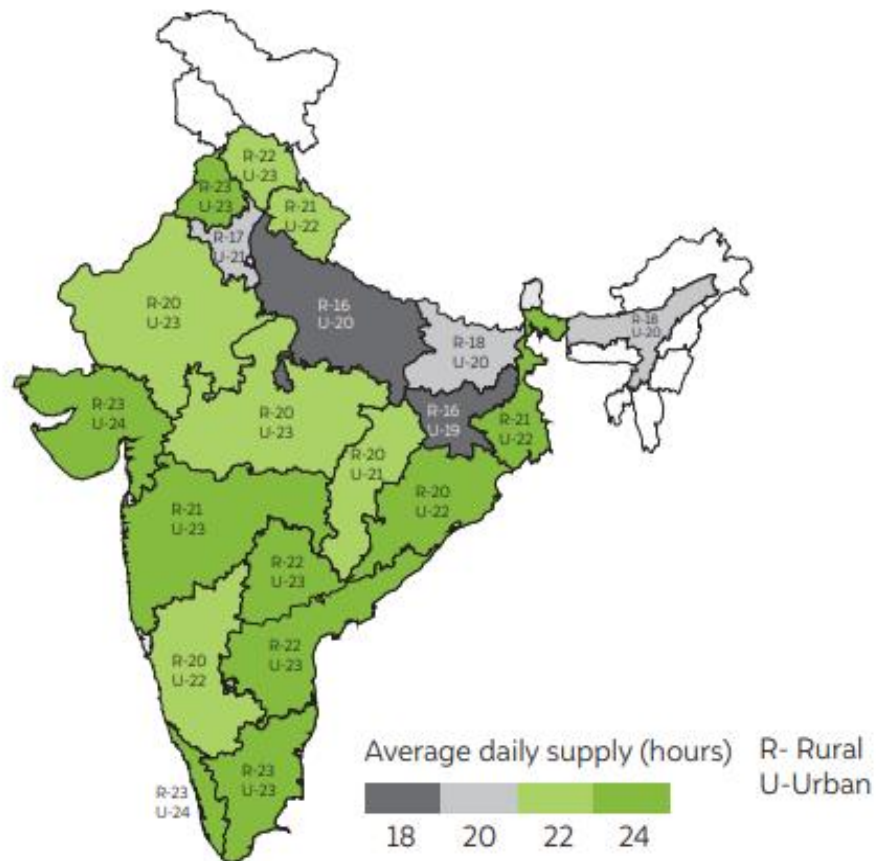 R-22
U-23
R-23
U-23
R-21
U-22
R-17
U-21
R-20
U-23
R-16
U-20
R-18
U-20
R-18
U-20
R-23
U-24
R-20
U-23
R-16
U-19
R-21
U-22
R-20
U-21
R-20
U-22
R-21
U-23
R-22
U-23
R-22
U-23
R-20
U-22
R-23
U-23
R-23
U-24
Average daily supply (hours)
18 20 22 24
R- Rural
U-Urban